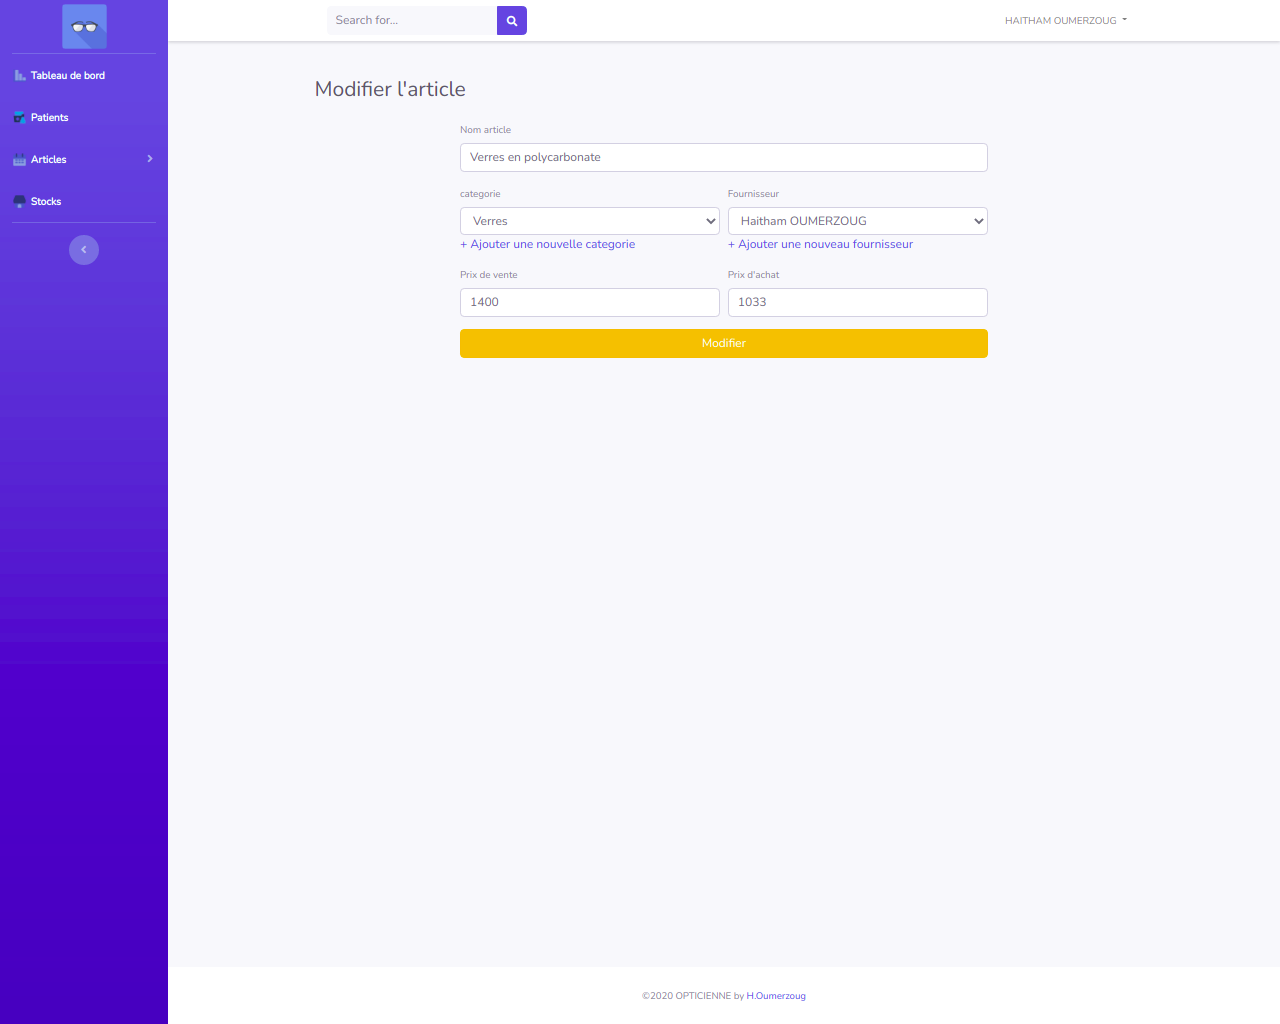 Search for...
HAITHAM OUMERZOUG
Tableau de bord
Patients
Articles
Stocks
Modifier l'article
Nom article
Verres en polycarbonate
categorie
Fournisseur
Verres
Haitham OUMERZOUG
+ Ajouter une nouvelle categorie
+ Ajouter une nouveau fournisseur
Prix de vente
Prix d'achat
1400
1033
Modifier
©2020 OPTICIENNE by H.Oumerzoug